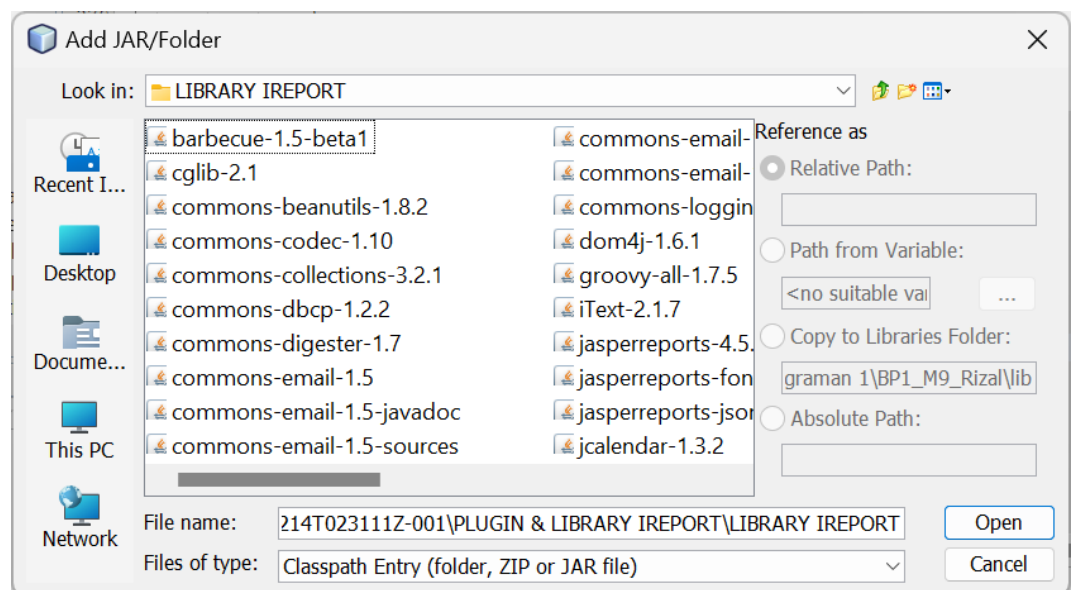 Add JAR/Folder
Look in: LIBRARY IREPORT
Recent I...
Desktop
Docume...
This PC
Network
barbecue-1.5-beta1
cglib-2.1
commons-beanutils-1.8.2
commons-codec-1.10
commons-collections-3.2.1
commons-dbcp-1.2.2
commons-digester-1.7
commons-email-1.5
commons-email-1.5-javadoc
commons-email-1.5-sources
commons-email-
commons-email-
commons-loggin
dom4j-1.6.1
groovy-all-1.7.5
iText-2.1.7
jasperreports-4.5.
jasperreports-fon
jasperreports-jsor
jcalendar-1.3.2
Reference as
Relative Path:
Path from Variable:
<no suitable var
...
Copy to Libraries Folder:
graman 1\BP1_M9_Rizal\lib
Absolute Path:
File name: 214T023111Z-001\PLUGIN & LIBRARY IREPORT\LIBRARY IREPORT
Open
Files of type: Classpath Entry (folder, ZIP or JAR file)
Cancel